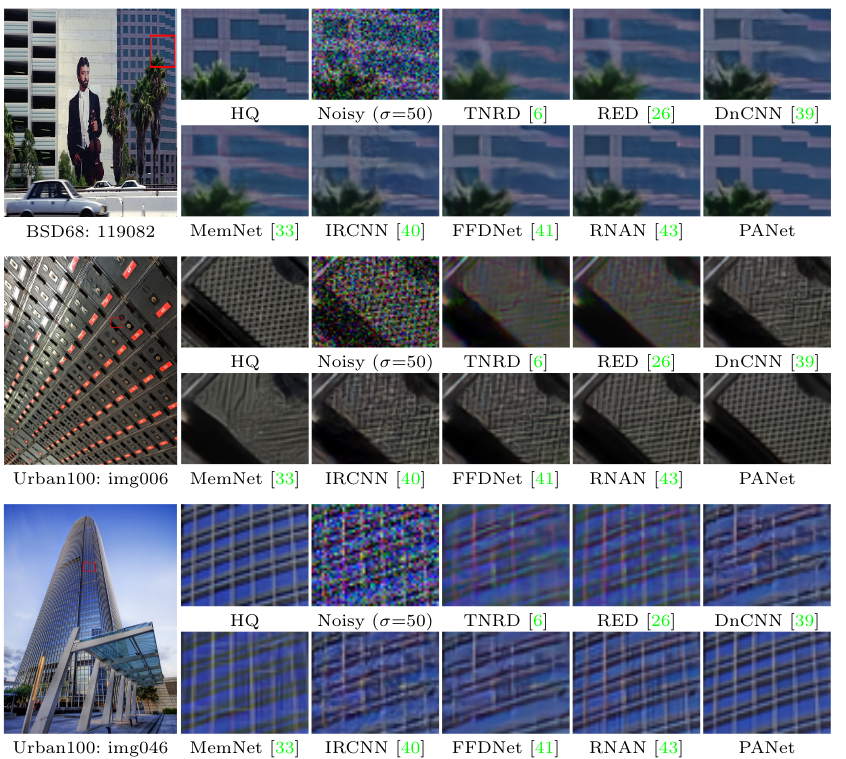 HQ Noisy (σ=50) TNRD [6] RED [26] DnCNN [39]
MemNet [33] IRCNN [40] FFDNet [41] RNAN [43] PANet
BSD68: 119082
HQ Noisy (σ=50) TNRD [6] RED [26] DnCNN [39]
MemNet [33] IRCNN [40] FFDNet [41] RNAN [43] PANet
Urban100: img006
HQ Noisy (σ=50) TNRD [6] RED [26] DnCNN [39]
MemNet [33] IRCNN [40] FFDNet [41] RNAN [43] PANet
Urban100: img046